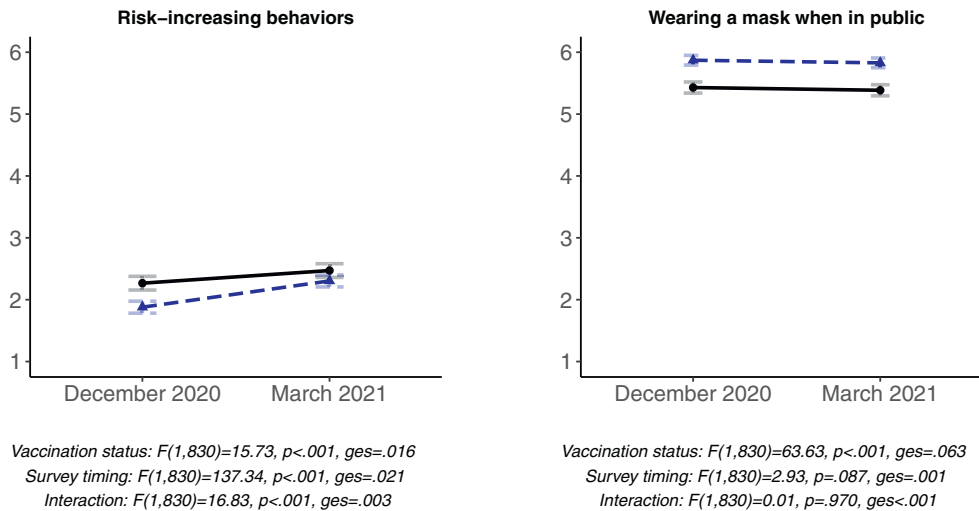 Risk–increasing behaviors
6
5
4
3
2
1
December 2020 March 2021
Vaccination status: F(1,830)=15.73, p<.001, ges=.016
Survey timing: F(1,830)=137.34, p<.001, ges=.021
Interaction: F(1,830)=16.83, p<.001, ges=.003
Wearing a mask when in public
6
5
4
3
2
1
December 2020 March 2021
Vaccination status: F(1,830)=63.63, p<.001, ges=.063
Survey timing: F(1,830)=2.93, p=.087, ges=.001
Interaction: F(1,830)=0.01, p=.970, ges<.001